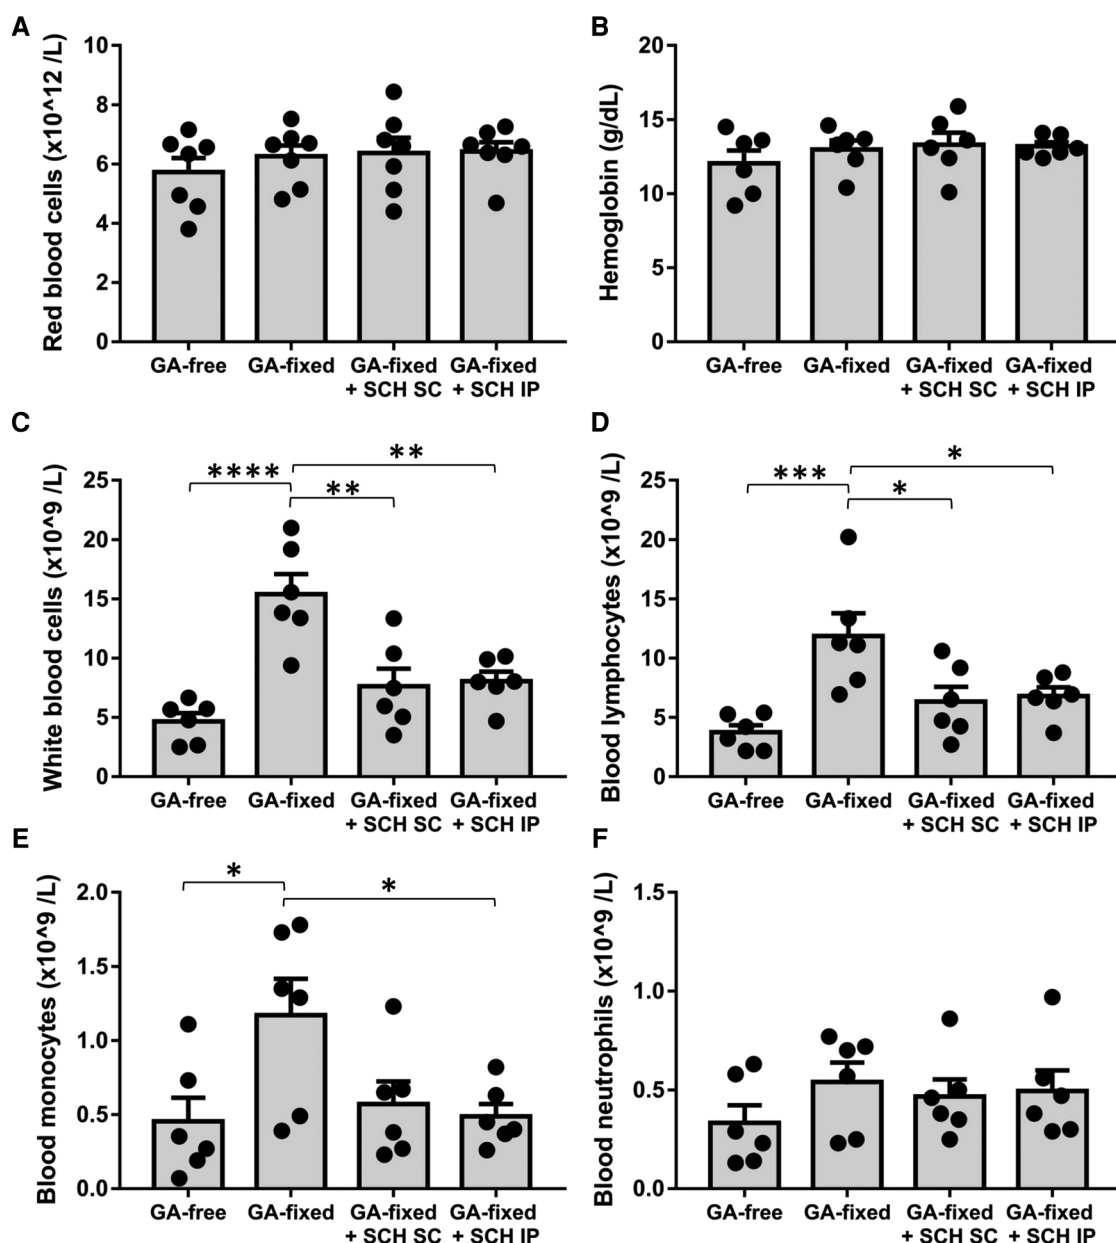 A
Red blood cells (x10^12 /L)
10
8
6
4
2
0
GA-free
GA-fixed
GA-fixed
+ SCH SC
GA-fixed
+ SCH IP
B
Hemoglobin (g/dL)
20
15
10
5
0
GA-free
GA-fixed
GA-fixed
+ SCH SC
GA-fixed
+ SCH IP
C
White blood cells (x10^9 /L)
****
**
**
25
20
15
10
5
0
GA-free
GA-fixed
GA-fixed
+ SCH SC
GA-fixed
+ SCH IP
D
Blood lymphocytes (x10^9 /L)
***
*
*
25
20
15
10
5
0
GA-free
GA-fixed
GA-fixed
+ SCH SC
GA-fixed
+ SCH IP
E
Blood monocytes (x10^9 /L)
*
*
2.0
1.5
1.0
0.5
0.0
GA-free
GA-fixed
GA-fixed
+ SCH SC
GA-fixed
+ SCH IP
F
Blood neutrophils (x10^9 /L)
1.5
1.0
0.5
0.0
GA-free
GA-fixed
GA-fixed
+ SCH SC
GA-fixed
+ SCH IP